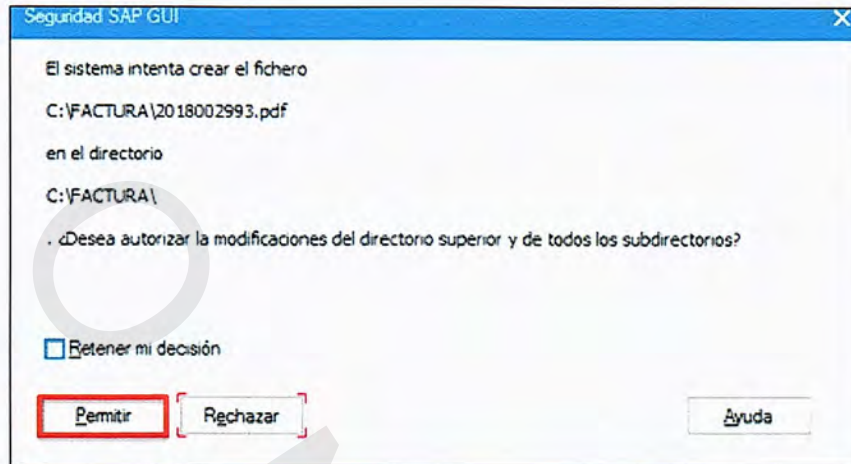 Seguridad SAP GUI
El sistema intenta crear el fichero
C:\FACTURA\2018002993.pdf
en el directorio
C:\FACTURA\
. ¿Desea autorizar la modificaciones del directorio superior y de todos los subdirectorios?
Retener mi decisión
Permitir Rechazar Ayuda